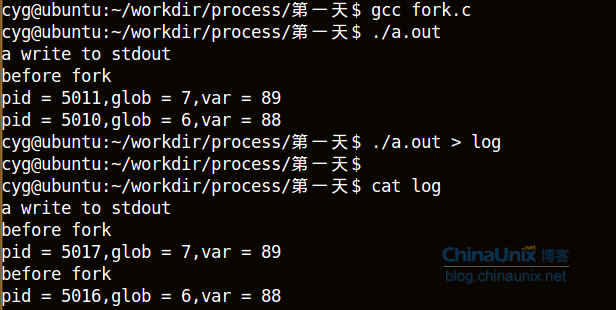 cyg@ubuntu:~/workdir/process/第一天$ gcc fork.c
cyg@ubuntu:~/workdir/process/第一天$ ./a.out
a write to stdout
before fork
pid = 5011,glob = 7,var = 89
pid = 5010,glob = 6,var = 88
cyg@ubuntu:~/workdir/process/第一天$ ./a.out > log
cyg@ubuntu:~/workdir/process/第一天$
cyg@ubuntu:~/workdir/process/第一天$ cat log
a write to stdout
before fork
pid = 5017,glob = 7,var = 89
before fork
pid = 5016,glob = 6,var = 88
ChinaUnix.net 博客
blog.chinaunix.net